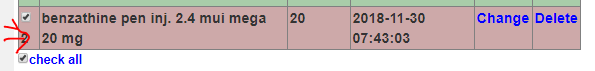 benzathine pen inj. 2.4 mui mega 20 2018-11-30 Change Delete
2 20 mg 07:43:03
check all